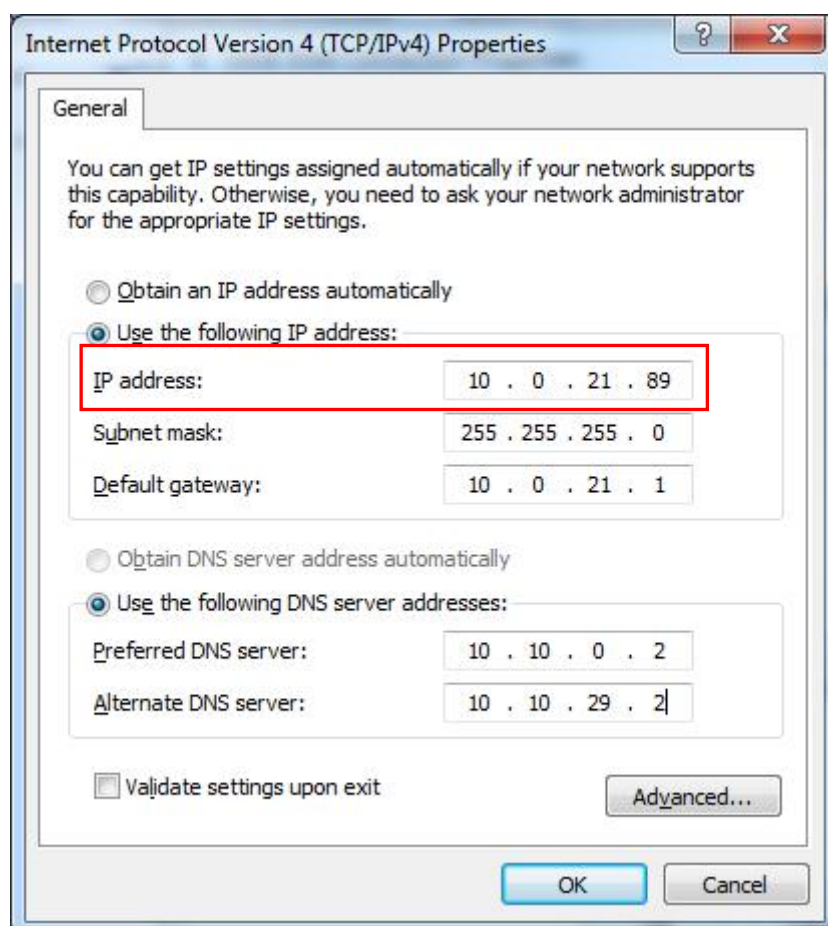 Internet Protocol Version 4 (TCP/IPv4) Properties
General
You can get IP settings assigned automatically if your network supports
this capability. Otherwise, you need to ask your network administrator
for the appropriate IP settings.
Obtain an IP address automatically
Use the following IP address:
IP address: 10 . 0 . 21 . 89
Subnet mask: 255 . 255 . 255 . 0
Default gateway: 10 . 0 . 21 . 1
Obtain DNS server address automatically
Use the following DNS server addresses:
Preferred DNS server: 10 . 10 . 0 . 2
Alternate DNS server: 10 . 10 . 29 . 2
Validate settings upon exit
Advanced...
OK Cancel